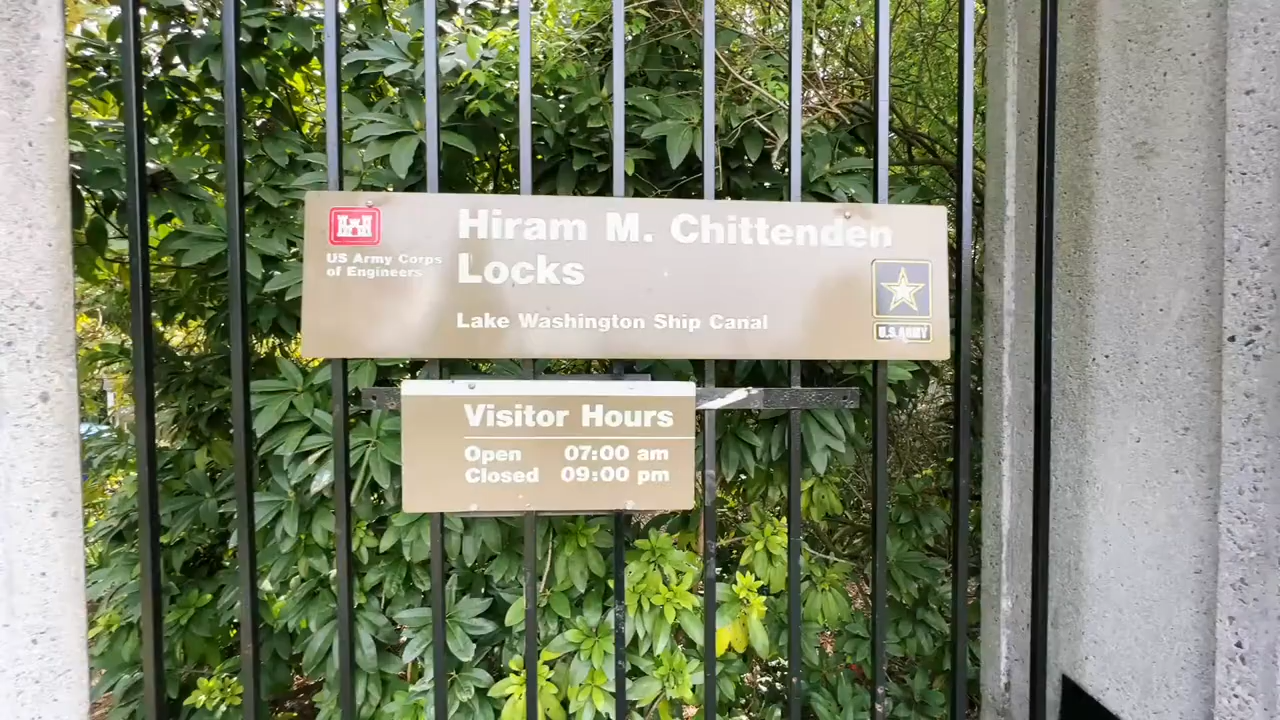 Hiram M. Chittenden
Locks
US Army Corps
of Engineers
Lake Washington Ship Canal
U.S. ARMY
Visitor Hours
Open 07:00 am
Closed 09:00 pm